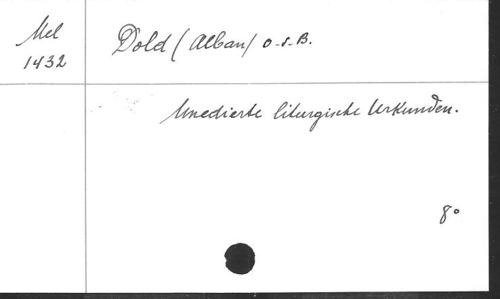 Mel
1432
Dold (Alban) O.S.B.
Unedierte liturgische Urkunden.
8°